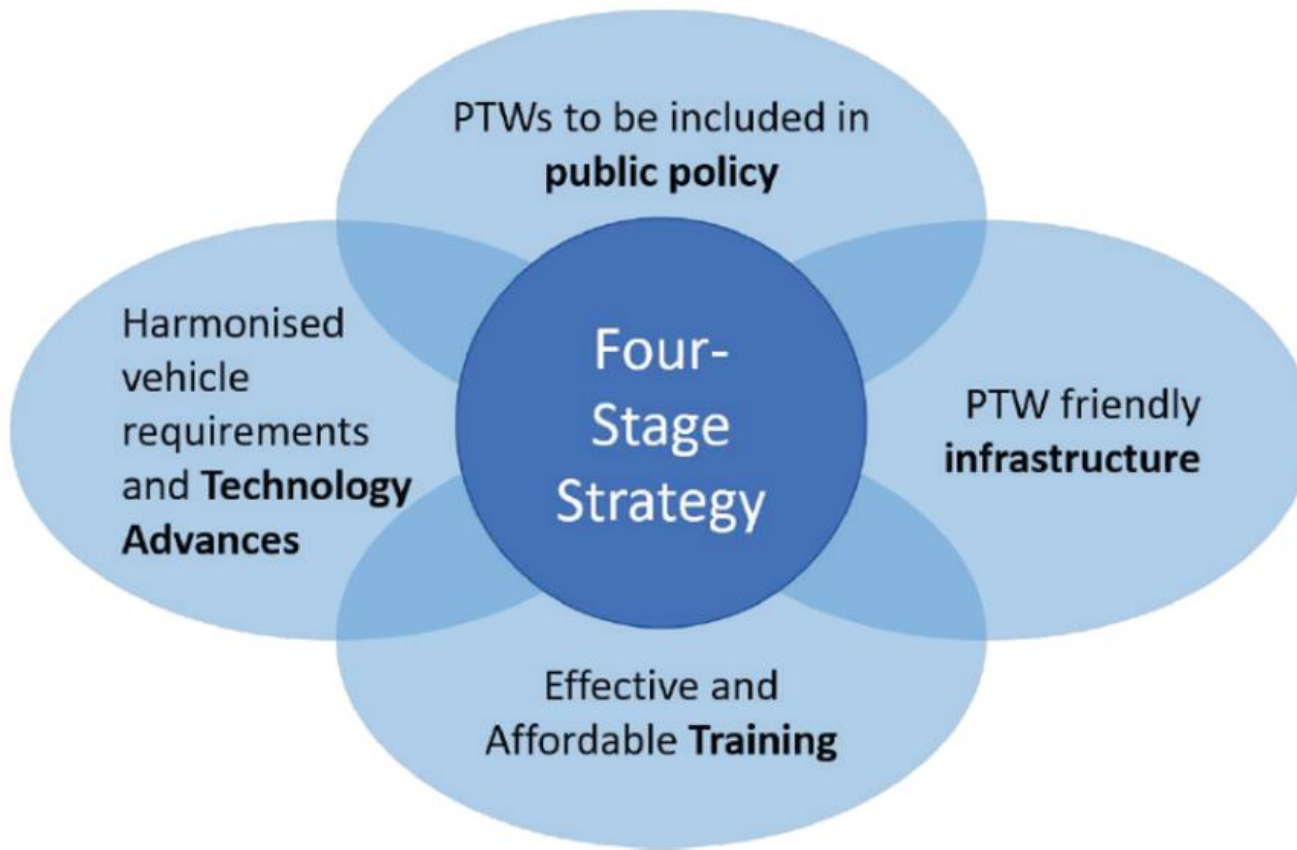 PTWs to be included in
public policy
Harmonised
vehicle
requirements
and Technology
Advances
Four-
Stage
Strategy
PTW friendly
infrastructure
Effective and
Affordable Training